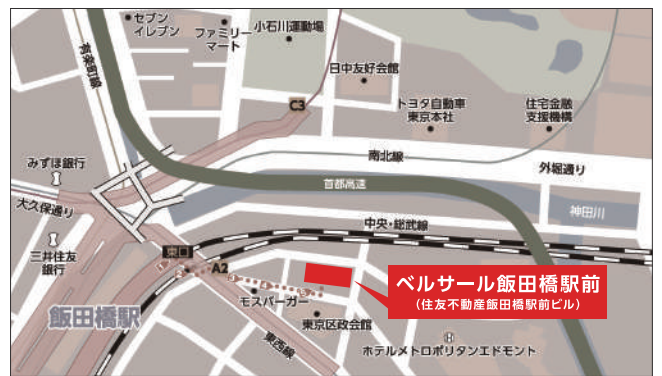 セブン
イレブン
ファミリー
マート
小石川運動場
日中友好会館
有楽町線
C3
トヨタ自動車
東京本社
住宅金融
支援機構
みずほ銀行
南北線
外堀通り
首都高速
大久保通り
神田川
中央・総武線
三井住友
銀行
東口
A2
ベルサール飯田橋駅前
(住友不動産飯田橋駅前ビル)
モスバーガー
飯田橋駅
東京区政会館
東西線
ホテルメトロポリタンエドモント